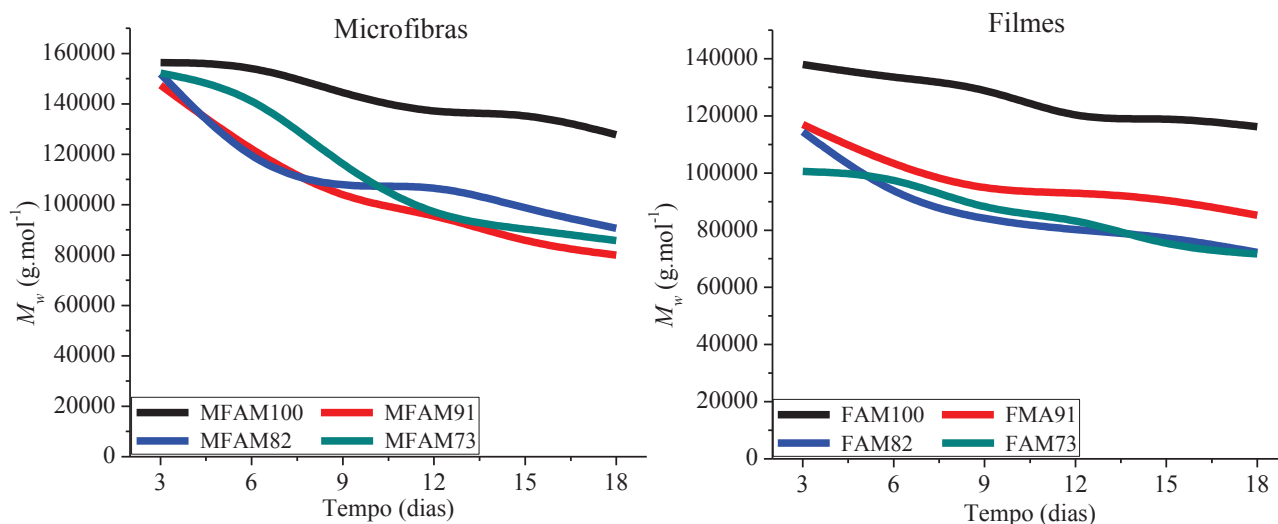 Microfibras
160000
140000
120000
100000
80000
60000
40000
20000
0
M_w (g.mol⁻¹)
MFAM100 MFAM91
MFAM82 MFAM73
3 6 9 12 15 18
Tempo (dias)
Filmes
140000
120000
100000
80000
60000
40000
20000
0
M_w (g.mol⁻¹)
FAM100 FMA91
FAM82 FAM73
3 6 9 12 15 18
Tempo (dias)